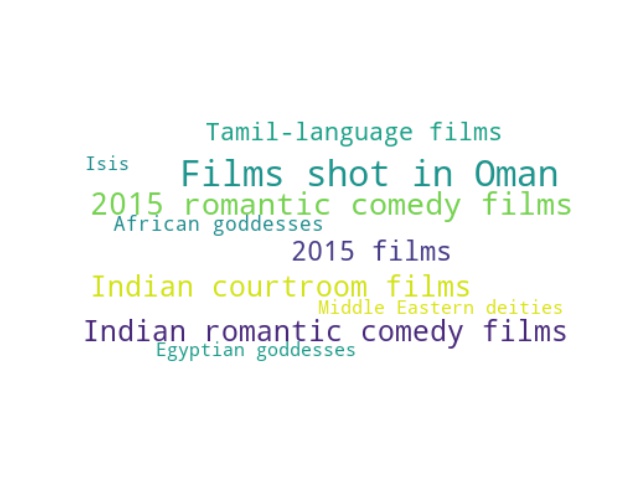 Tamil-language films
Isis
Films shot in Oman
2015 romantic comedy films
African goddesses
2015 films
Indian courtroom films
Middle Eastern deities
Indian romantic comedy films
Egyptian goddesses